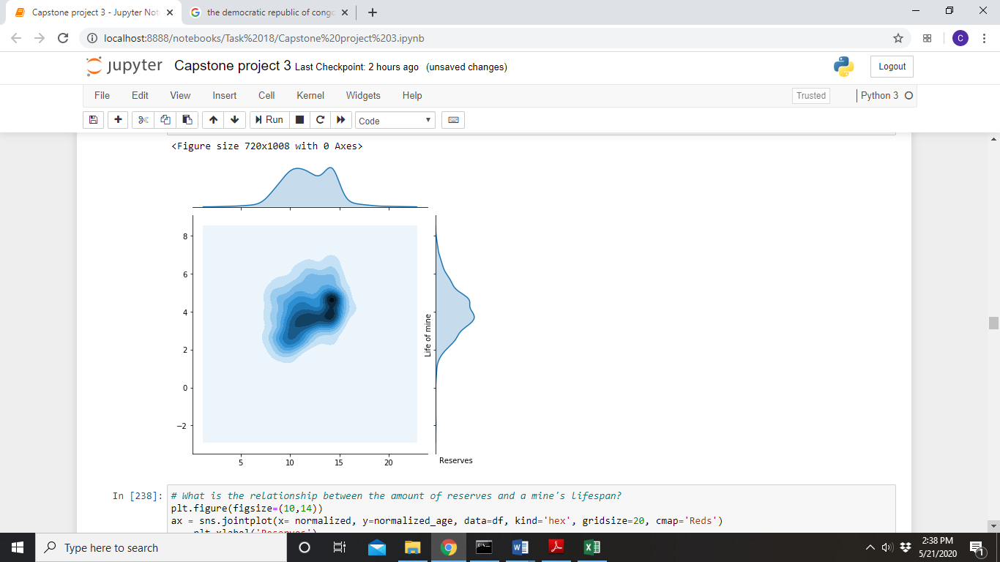 Capstone project 3 - Jupyter Not
the democratic republic of congo
localhost:8888/notebooks/Task%2018/Capstone%20project%203.ipynb
C
jupyter Capstone project 3 Last Checkpoint: 2 hours ago (unsaved changes)
Logout
File Edit View Insert Cell Kernel Widgets Help
Trusted
Python 3
Run
Code
<Figure size 720x1008 with 0 Axes>
8
6
4
2
0
−2
Life of mine
5 10 15 20
Reserves
In [238]:
# What is the relationship between the amount of reserves and a mine's lifespan?
plt.figure(figsize=(10,14))
ax = sns.jointplot(x= normalized, y=normalized_age, data=df, kind='hex', gridsize=20, cmap='Reds')
Type here to search
2:38 PM
5/21/2020
1